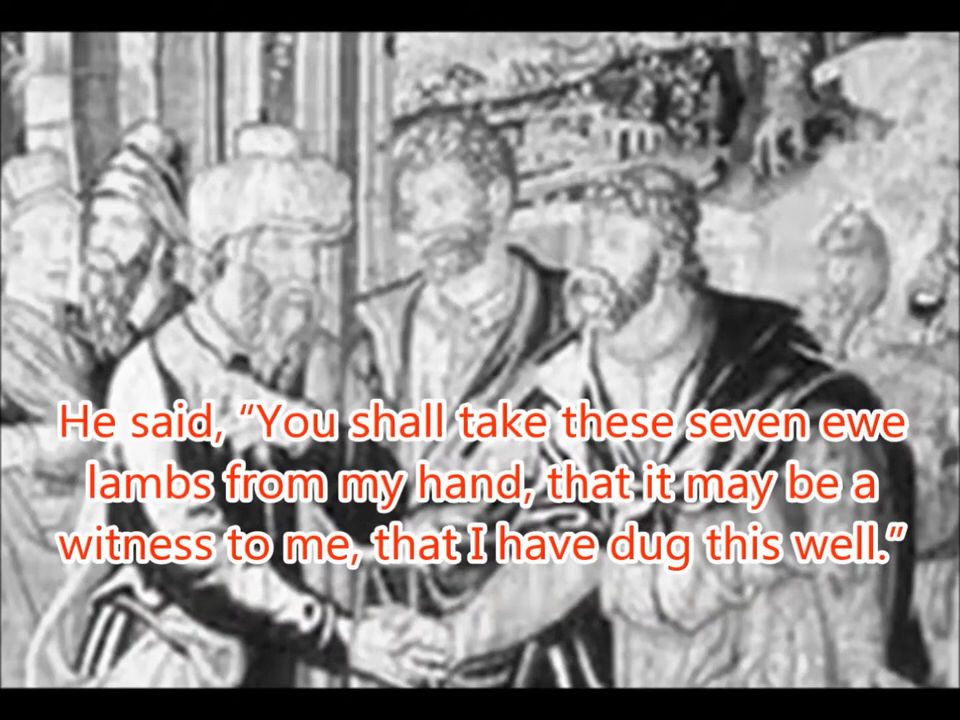 He said, “You shall take these seven ewe
lambs from my hand, that it may be a
witness to me, that I have dug this well.”